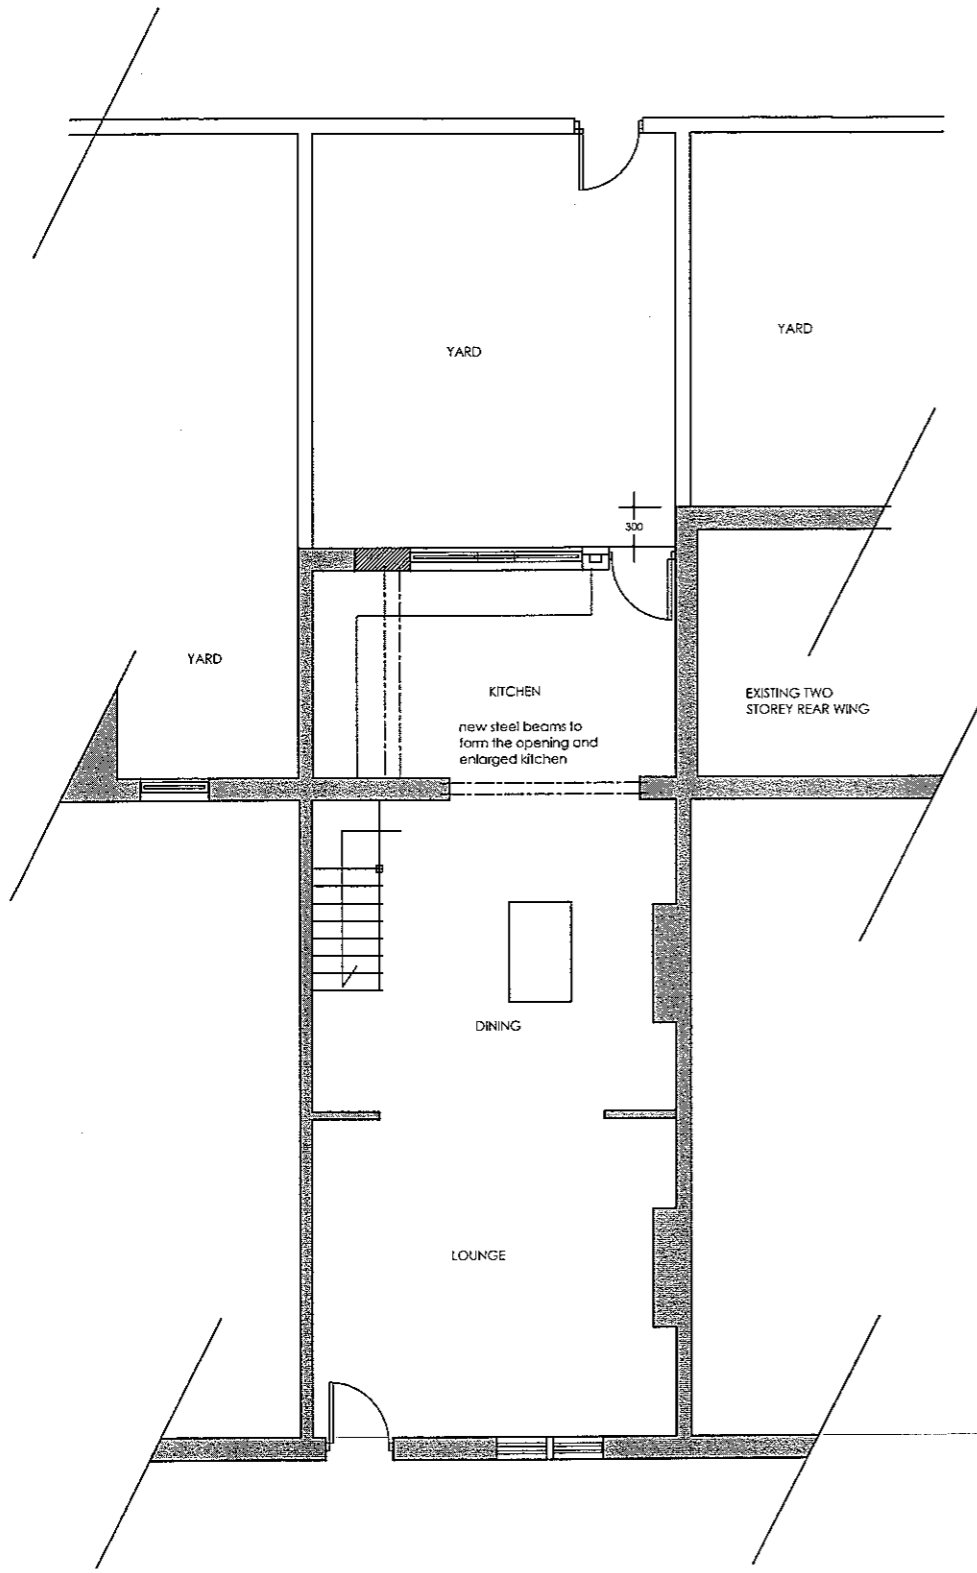 YARD
YARD
300
YARD
KITCHEN
new steel beams to
form the opening and
enlarged kitchen
EXISTING TWO
STOREY REAR WING
DINING
LOUNGE